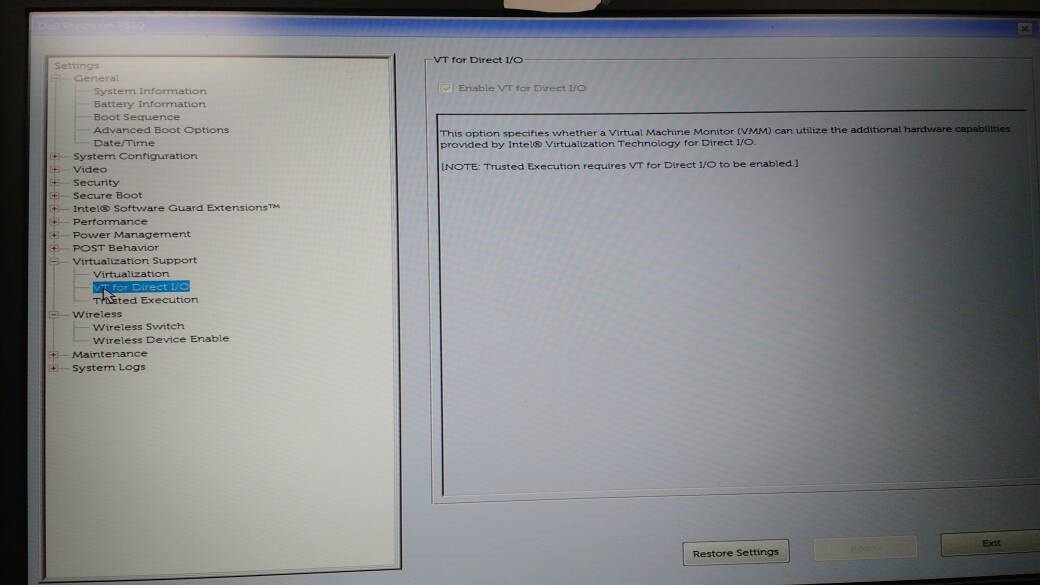 Dell Precision 7510
Settings
General
System Information
Battery Information
Boot Sequence
Advanced Boot Options
Date/Time
System Configuration
Video
Security
Secure Boot
Intel® Software Guard Extensions™
Performance
Power Management
POST Behavior
Virtualization Support
Virtualization
VT for Direct I/O
Trusted Execution
Wireless
Wireless Switch
Wireless Device Enable
Maintenance
System Logs
VT for Direct I/O
Enable VT for Direct I/O
This option specifies whether a Virtual Machine Monitor (VMM) can utilize the additional hardware capabilities
provided by Intel® Virtualization Technology for Direct I/O.
[NOTE: Trusted Execution requires VT for Direct I/O to be enabled.]
Restore Settings
Exit